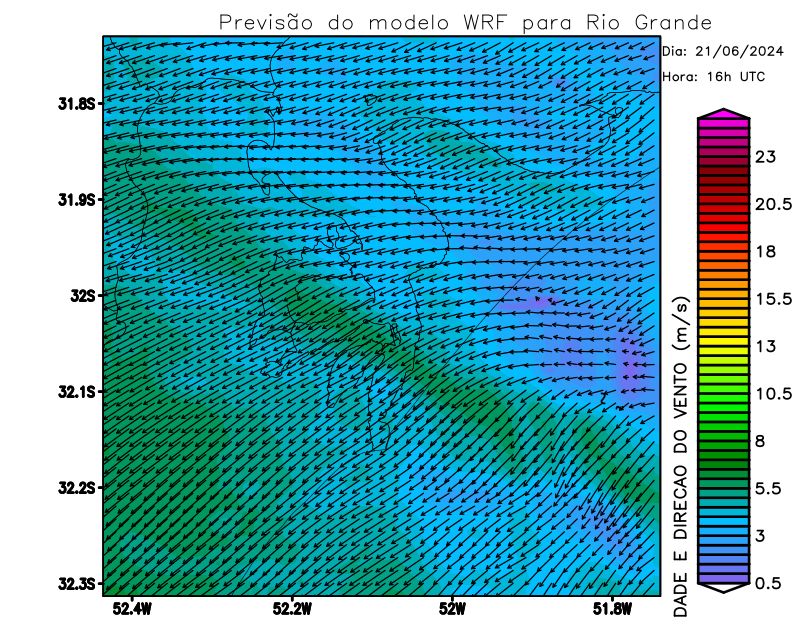 Previsão do modelo WRF para Rio Grande
Dia: 21/06/2024
Hora: 16h UTC
31.8S
31.9S
32S
32.1S
32.2S
32.3S
52.4W
52.2W
52W
51.8W
23
20.5
18
15.5
13
10.5
8
5.5
3
0.5
DADE E DIRECAO DO VENTO (m/s)